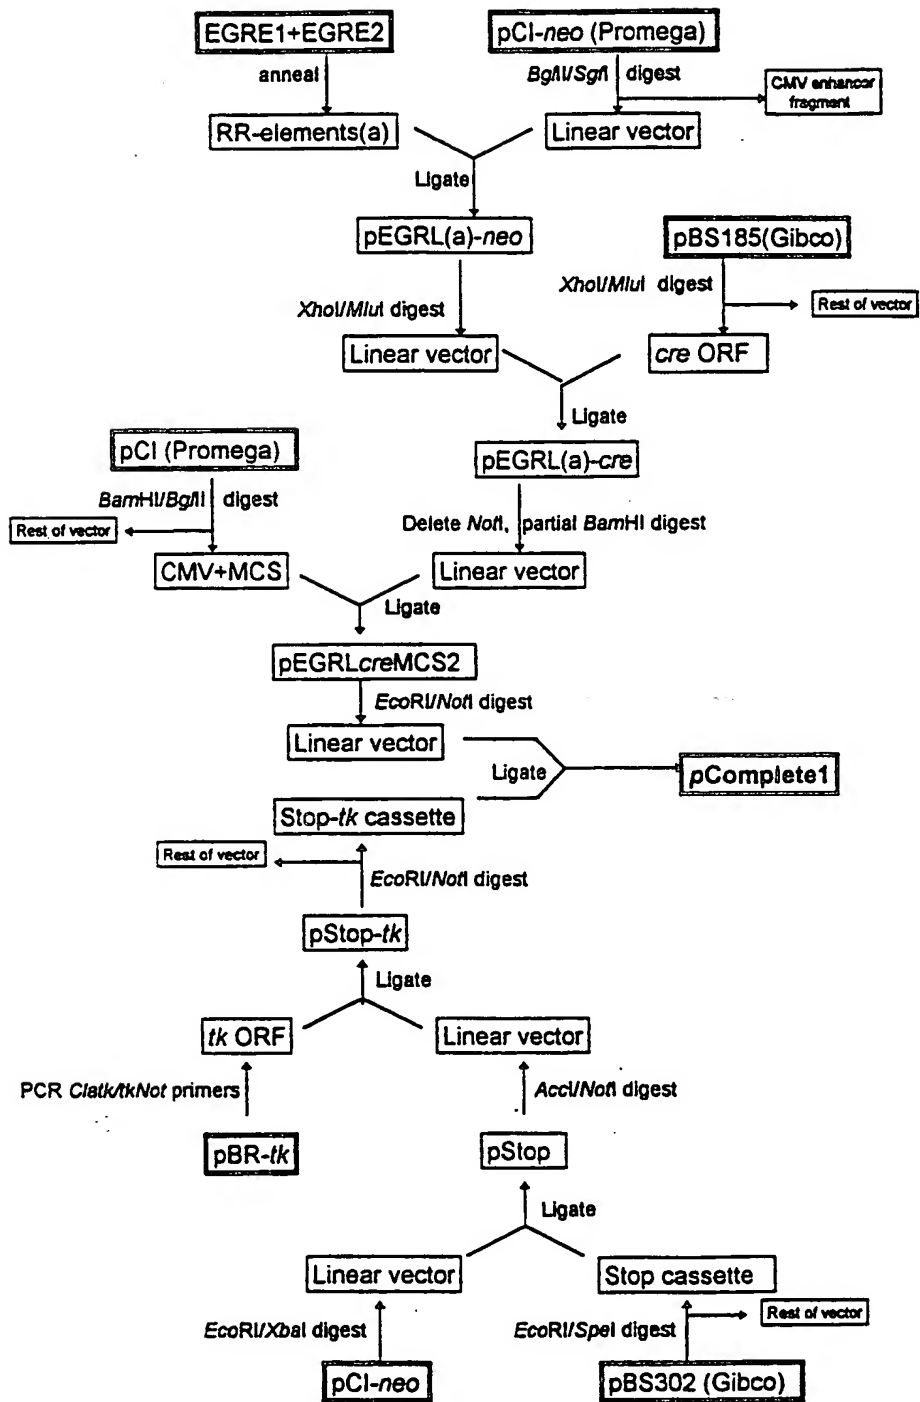 EGRE1+EGRE2
pCI-neo (Promega)
anneal
BglII/SgfI digest
CMV enhancer
fragment
RR-elements(a)
Linear vector
Ligate
pEGRL(a)-neo
pBS185(Gibco)
XhoI/MluI digest
XhoI/MluI digest
Rest of vector
Linear vector
cre ORF
Ligate
pCI (Promega)
pEGRL(a)-cre
BamHI/BglII digest
Delete NotI, partial BamHI digest
Rest of vector
CMV+MCS
Linear vector
Ligate
pEGRLcreMCS2
EcoRI/NotI digest
Linear vector
Ligate
pComplete1
Stop-tk cassette
Rest of vector
EcoRI/NotI digest
pStop-tk
Ligate
tk ORF
Linear vector
PCR Clatk/tkNot primers
AccI/NotI digest
pBR-tk
pStop
Ligate
Linear vector
Stop cassette
EcoRI/XbaI digest
EcoRI/SpeI digest
Rest of vector
pCI-neo
pBS302 (Gibco)